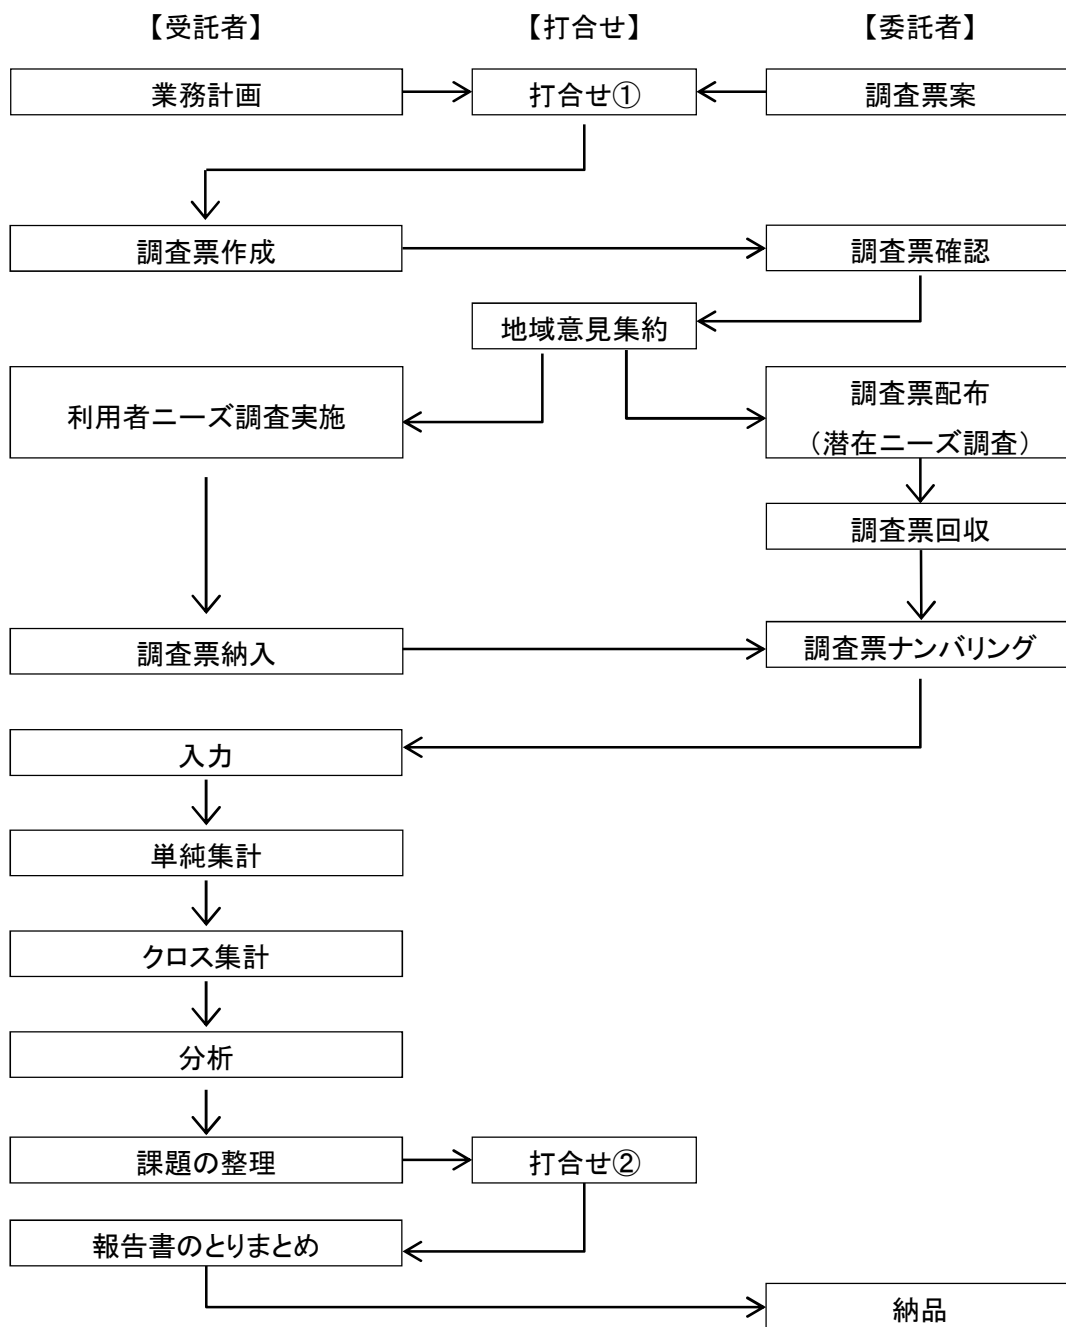 【受託者】
【打合せ】
【委託者】
業務計画
打合せ①
調査票案
調査票作成
調査票確認
地域意見集約
利用者ニーズ調査実施
調査票配布
（潜在ニーズ調査）
調査票回収
調査票納入
調査票ナンバリング
入力
単純集計
クロス集計
分析
課題の整理
打合せ②
報告書のとりまとめ
納品